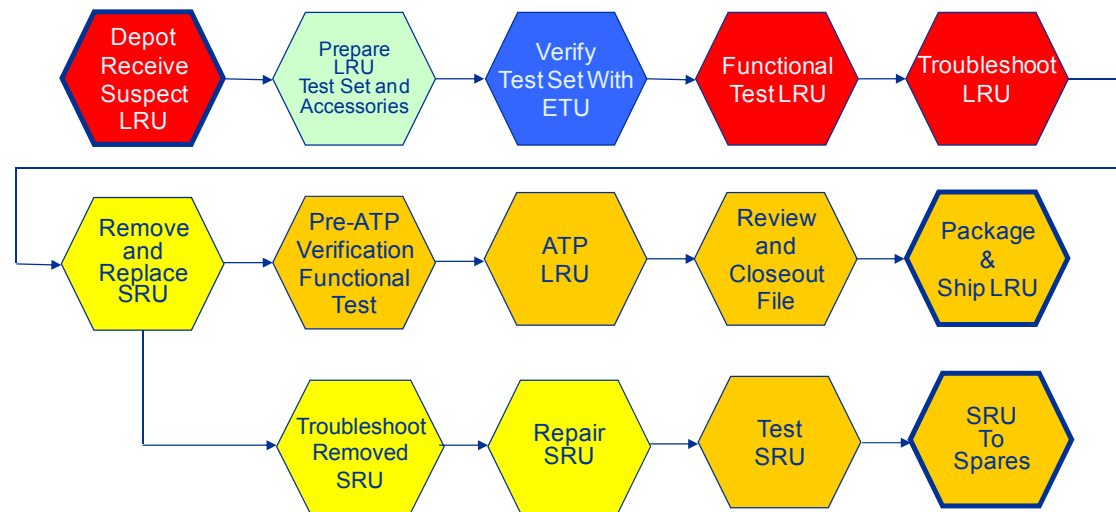 Depot
Receive
Suspect
LRU
Prepare
LRU
Test Set and
Accessories
Verify
Test Set With
ETU
Functional
Test LRU
Troubleshoot
LRU
Remove
and
Replace
SRU
Pre-ATP
Verification
Functional
Test
ATP
LRU
Review
and
Closeout
File
Package
&
Ship LRU
Troubleshoot
Removed
SRU
Repair
SRU
Test
SRU
SRU
To
Spares